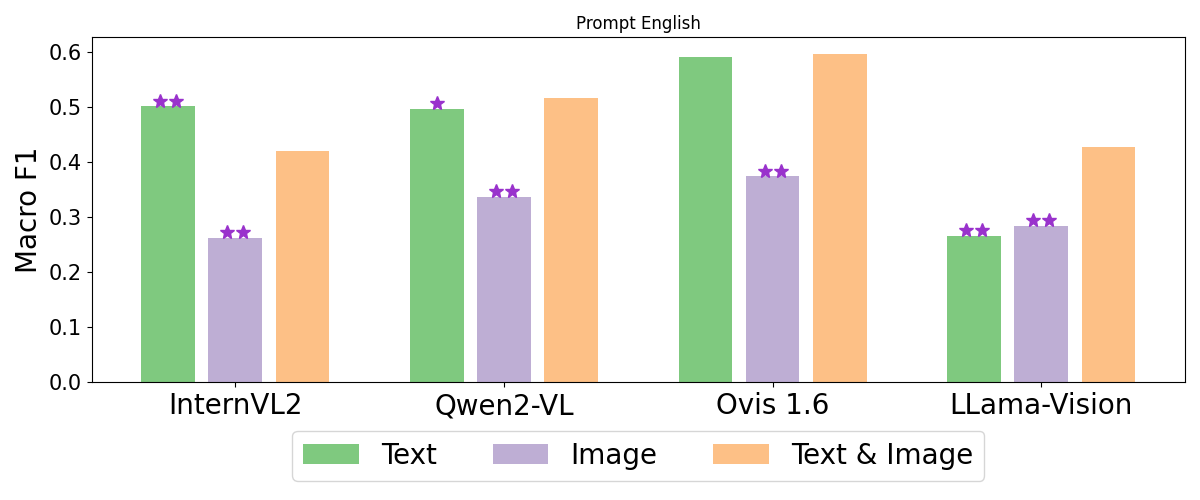 Prompt English
Macro F1
0.6
0.5
0.4
0.3
0.2
0.1
0.0
InternVL2 Qwen2-VL Ovis 1.6 LLama-Vision
Text Image Text & Image